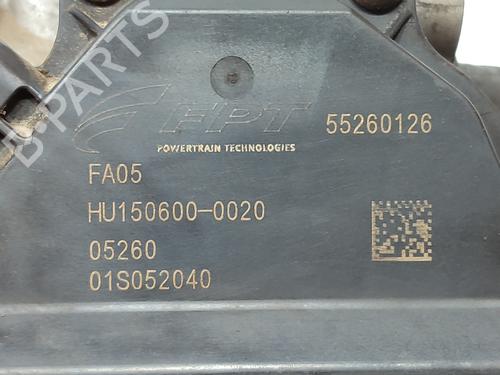 B-PARTS
FPT 55260126
POWERTRAIN TECHNOLOGIES
FA05
HU150600-0020
05260
01S052040